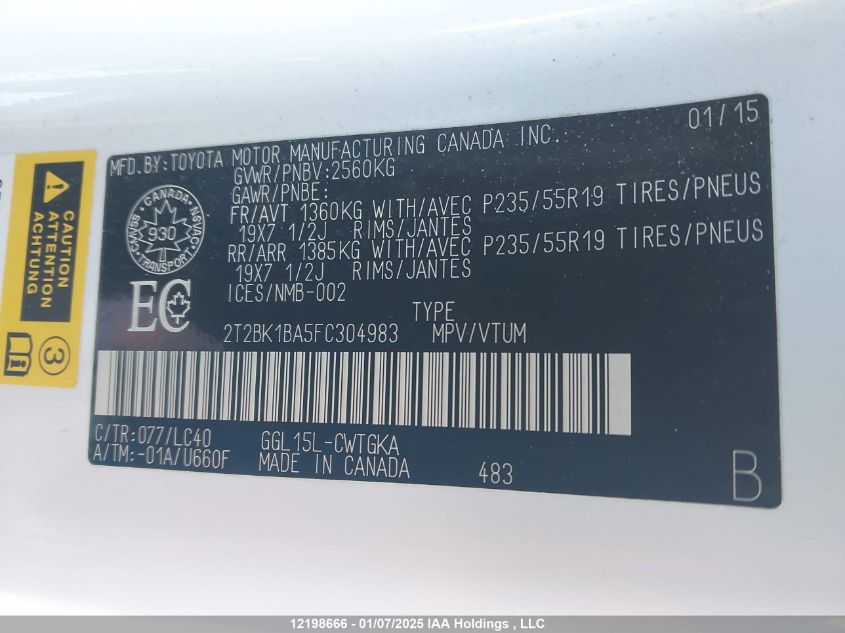 01/15
MFD.BY:TOYOTA MOTOR MANUFACTURING CANADA INC.
GVWR/PNBV:2560KG
GAWR/PNBE:
FR/AVT 1360KG WITH/AVEC P235/55R19 TIRES/PNEUS
19X7 1/2J RIMS/JANTES
RR/ARR 1385KG WITH/AVEC P235/55R19 TIRES/PNEUS
19X7 1/2J RIMS/JANTES
ICES/NMB-002
CANADA
CMVSS NSVAC
930
TRANSPORT
EC
TYPE
2T2BK1BA5FC304983 MPV/VTUM
C/TR:077/LC40 GGL15L-CWTGKA
A/TM:-01A/U660F MADE IN CANADA 483
B
CAUTION
ATTENTION
ACHTUNG
3
12198666 - 01/07/2025 IAA Holdings , LLC